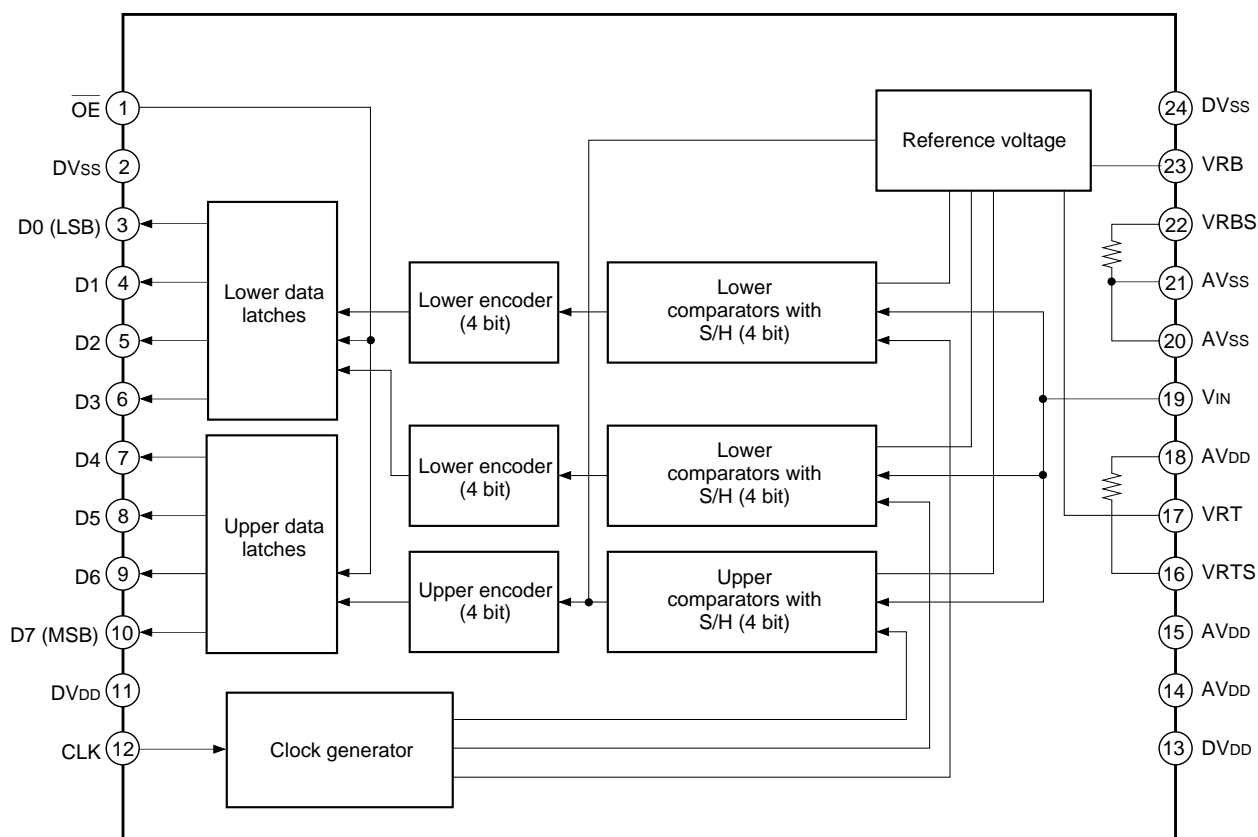 OE
1
DVSS
2
D0 (LSB)
3
D1
4
D2
5
D3
6
D4
7
D5
8
D6
9
D7 (MSB)
10
DVDD
11
CLK
12
Lower data
latches
Upper data
latches
Lower encoder
(4 bit)
Lower encoder
(4 bit)
Upper encoder
(4 bit)
Clock generator
Lower
comparators with
S/H (4 bit)
Lower
comparators with
S/H (4 bit)
Upper
comparators with
S/H (4 bit)
Reference voltage
24
DVSS
23
VRB
22
VRBS
21
AVSS
20
AVSS
19
VIN
18
AVDD
17
VRT
16
VRTS
15
AVDD
14
AVDD
13
DVDD